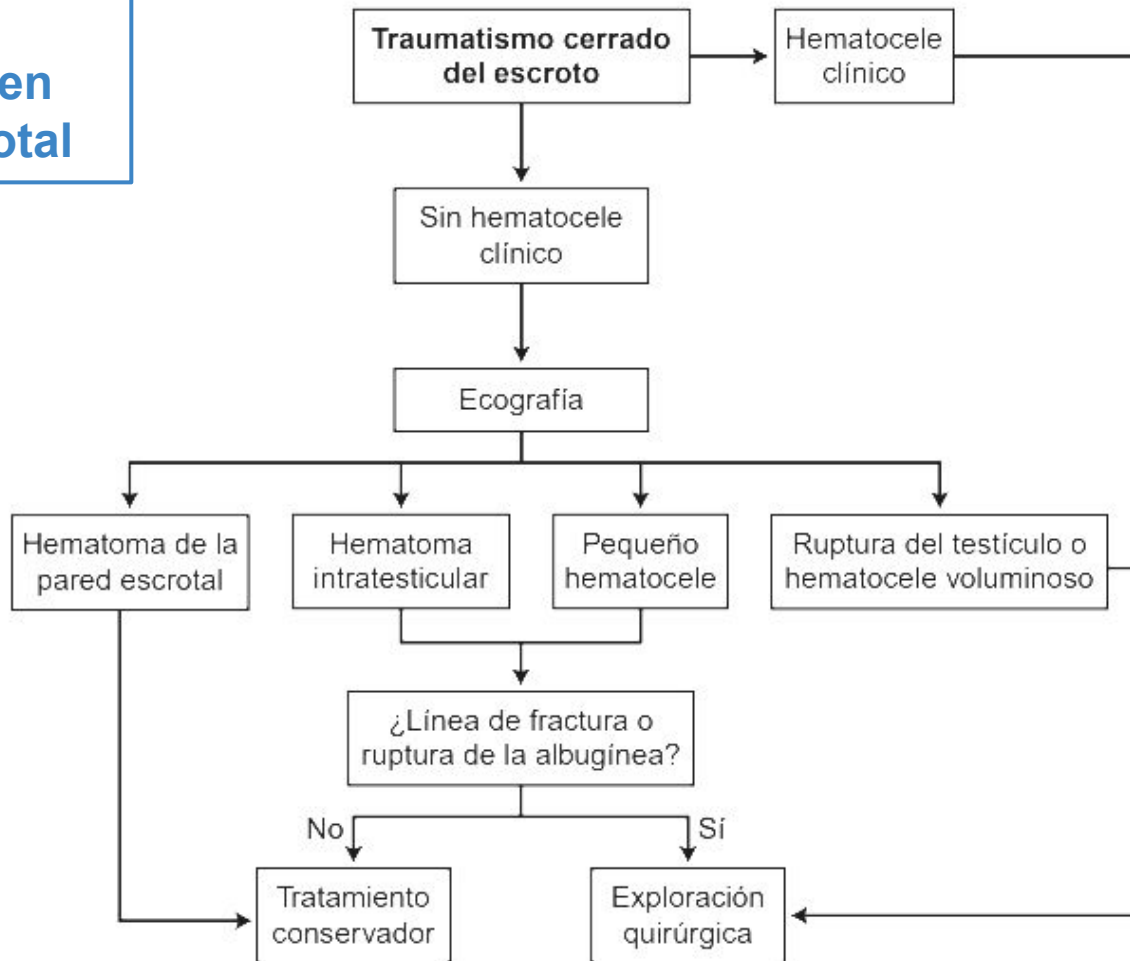 en
otal
Traumatismo cerrado
del escroto
Hematocele
clínico
Sin hematocele
clínico
Ecografía
Hematoma de la
pared escrotal
Hematoma
intratesticular
Pequeño
hematocele
Ruptura del testículo o
hematocele voluminoso
¿Línea de fractura o
ruptura de la albugínea?
No
Sí
Tratamiento
conservador
Exploración
quirúrgica